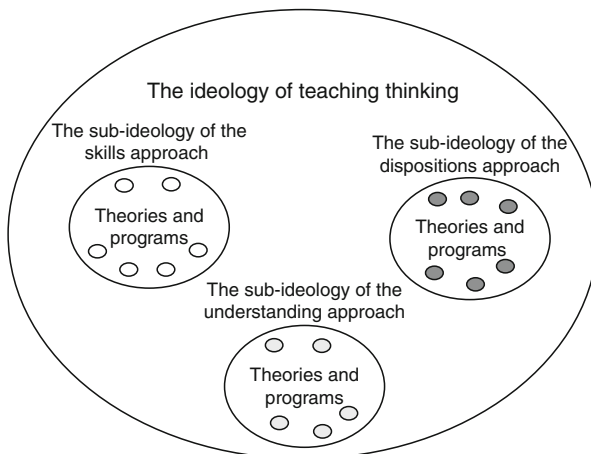 The ideology of teaching thinking
The sub-ideology of the
skills approach
Theories and
programs
The sub-ideology of the
dispositions approach
Theories and
programs
The sub-ideology of the
understanding approach
Theories and
programs